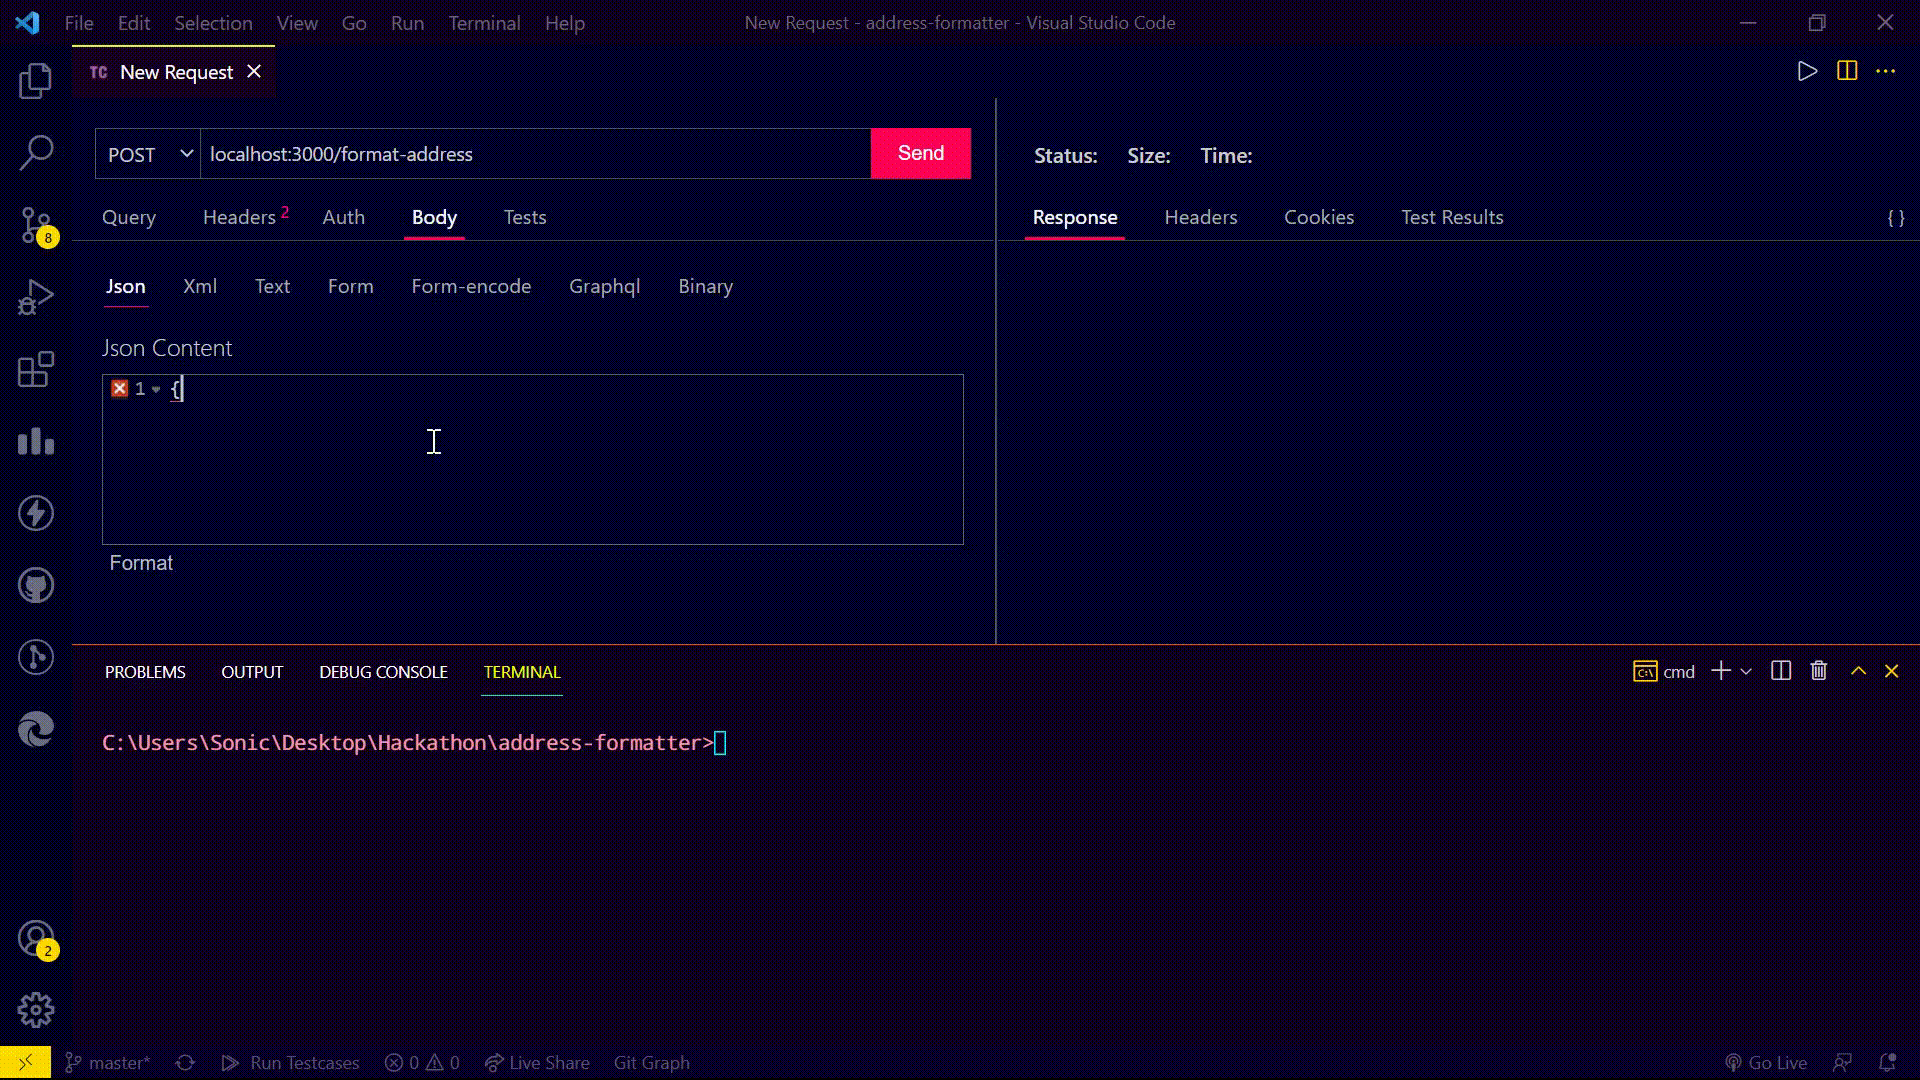 File Edit Selection View Go Run Terminal Help New Request - address-formatter - Visual Studio Code
TC New Request
POST localhost:3000/format-address Send
Status: Size: Time:
Query Headers 2 Auth Body Tests
Response Headers Cookies Test Results { }
8
Json Xml Text Form Form-encode Graphql Binary
Json Content
1 {
Format
PROBLEMS OUTPUT DEBUG CONSOLE TERMINAL
cmd
C:\Users\Sonic\Desktop\Hackathon\address-formatter>
2
master* Run Testcases 0 0 Live Share Git Graph Go Live